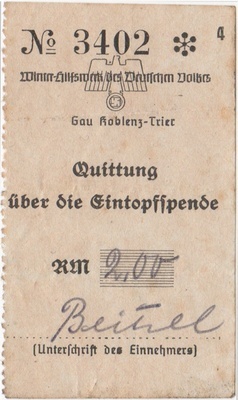 № 3402 4
Winter-Hilfswerk des Deutschen Volkes
Gau Koblenz-Trier
Quittung
über die Eintopfspende
RM 2,00
Beitzel
(Unterschrift des Einnehmers)